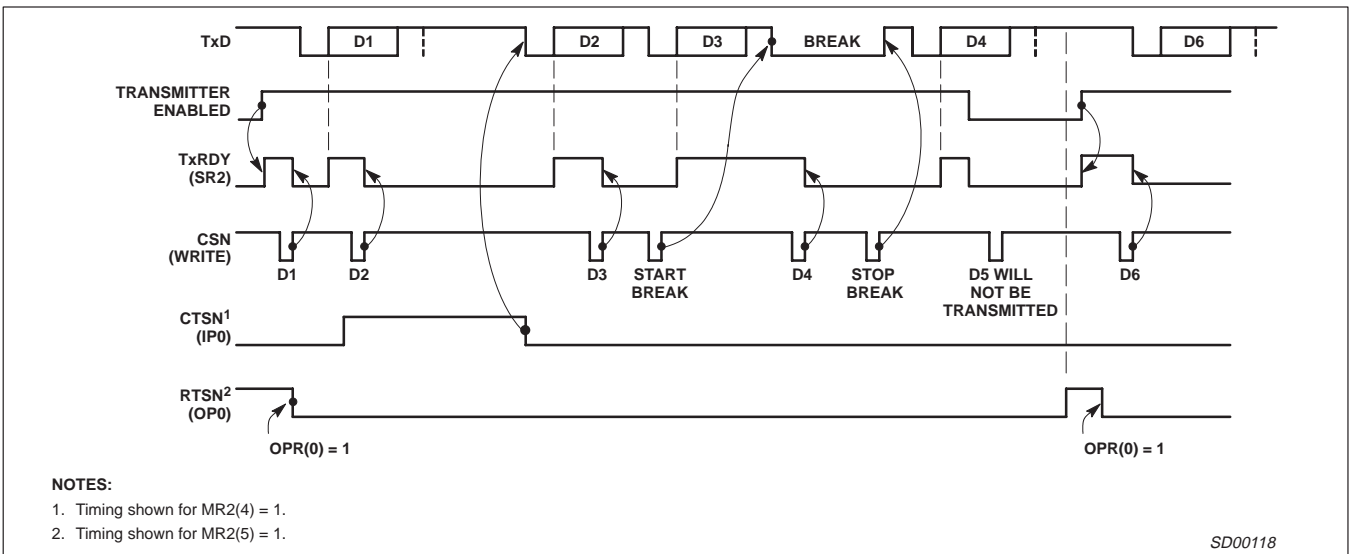 TxD
D1
D2
D3
BREAK
D4
D6
TRANSMITTER
ENABLED
TxRDY
(SR2)
CSN
(WRITE)
D1
D2
D3
START
BREAK
D4
STOP
BREAK
D5 WILL
NOT BE
TRANSMITTED
D6
CTSN1
(IP0)
RTSN2
(OP0)
OPR(0) = 1
OPR(0) = 1
NOTES:
1. Timing shown for MR2(4) = 1.
2. Timing shown for MR2(5) = 1.
SD00118